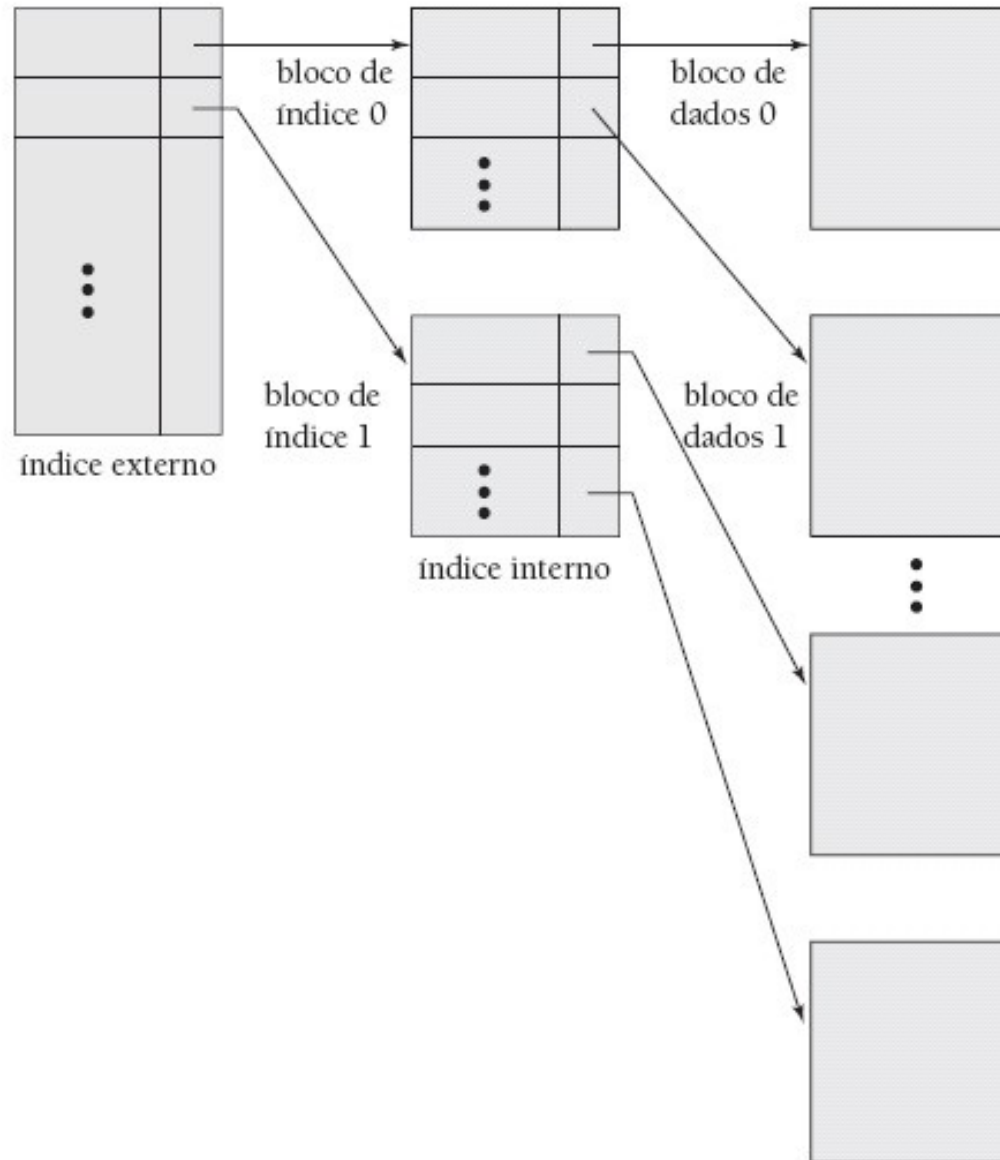 bloco de
índice 0
bloco de
dados 0
bloco de
índice 1
bloco de
dados 1
índice externo
índice interno